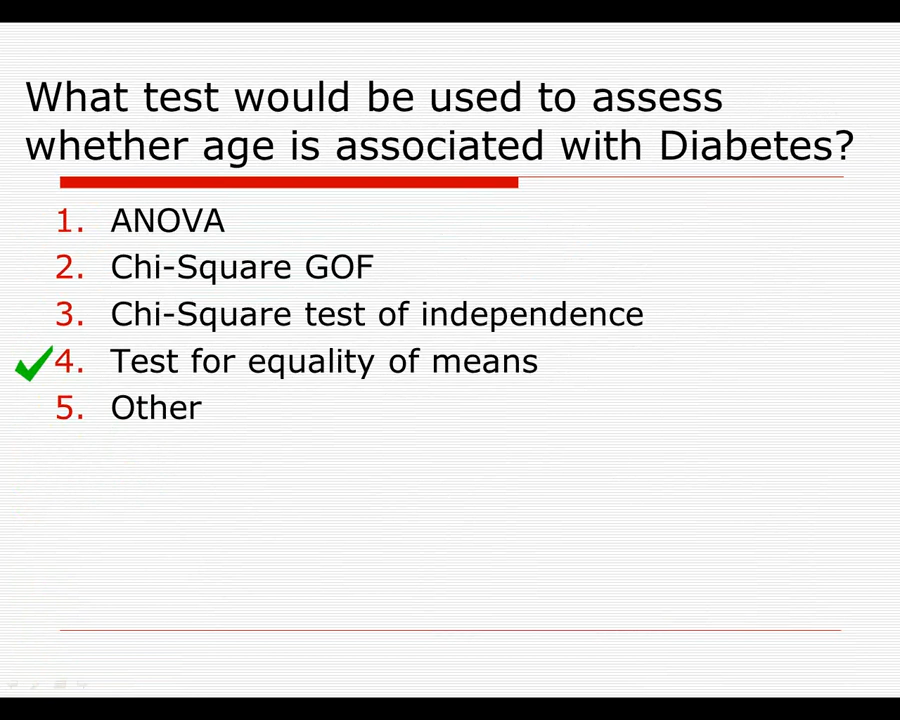 What test would be used to assess
whether age is associated with Diabetes?
1. ANOVA
2. Chi-Square GOF
3. Chi-Square test of independence
4. Test for equality of means
5. Other